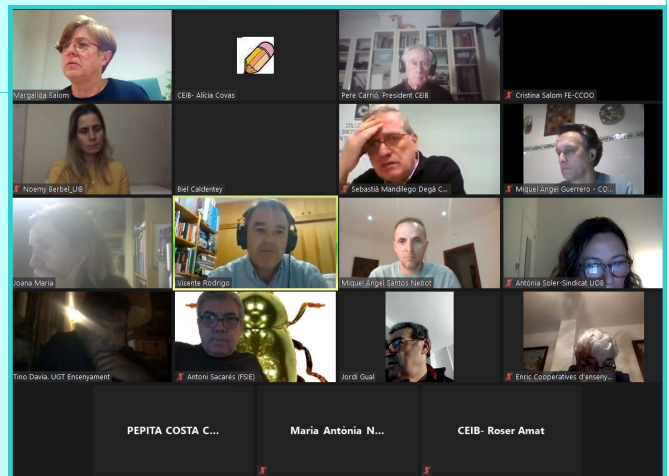 Margalida Salom
CEIB- Alícia Covas
Pere Carrió, President CEIB
Cristina Salom FE-CCOO
Noemy Berbel_UIB
Biel Caldentey
Sebastià Mandilego Degà C...
Miquel Àngel Guerrero - CO...
Joana Maria
Vicente Rodrigo
Miquel Àngel Santos Nebot
Antònia Soler-Sindicat UOB
Tino Davia. UGT Ensenyament
Antoni Sacarés (FSIE)
Jordi Gual
Enric Cooperatives d'enseny...
PEPITA COSTA C...
Maria Antònia N...
CEIB- Roser Amat